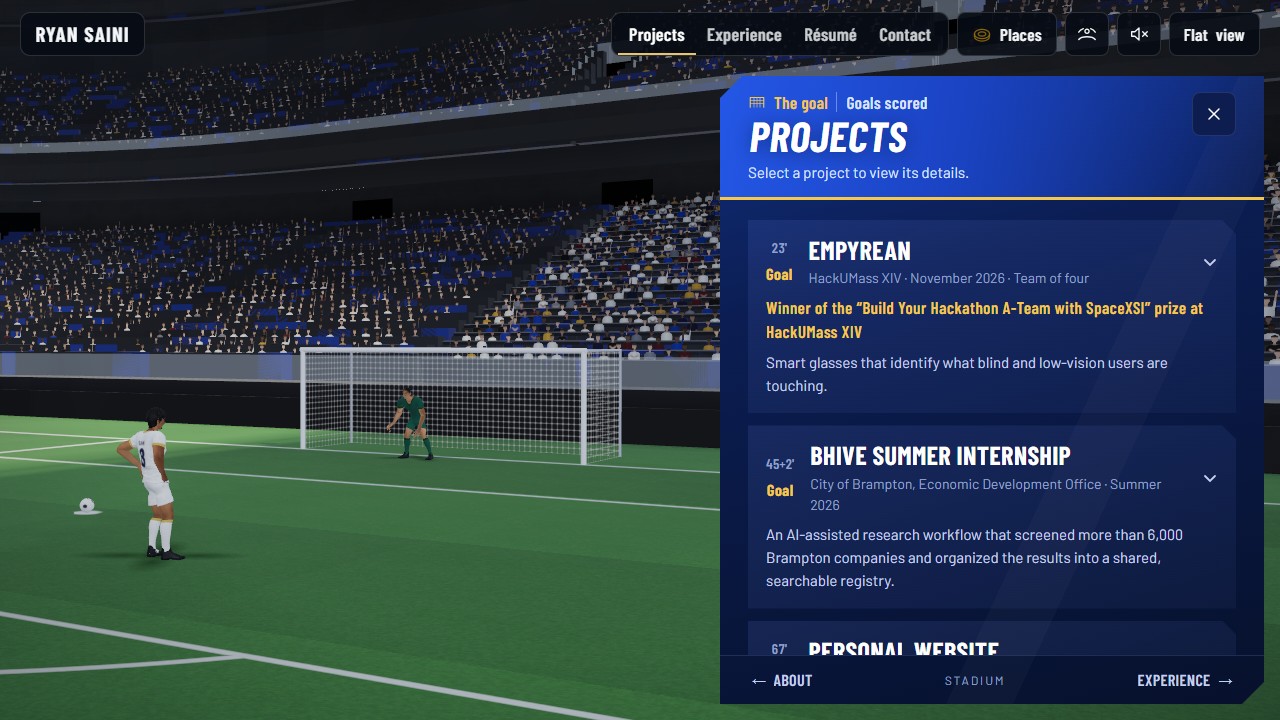 RYAN SAINI
Projects
Experience
Résumé
Contact
Places
Flat view
The goal
Goals scored
PROJECTS
Select a project to view its details.
23'
Goal
EMPYREAN
HackUMass XIV · November 2026 · Team of four
Winner of the “Build Your Hackathon A-Team with SpaceXSI” prize at
HackUMass XIV
Smart glasses that identify what blind and low-vision users are
touching.
45+2'
Goal
BHIVE SUMMER INTERNSHIP
City of Brampton, Economic Development Office · Summer
2026
An AI-assisted research workflow that screened more than 6,000
Brampton companies and organized the results into a shared,
searchable registry.
67'
PERSONAL WEBSITE
← ABOUT
STADIUM
EXPERIENCE →